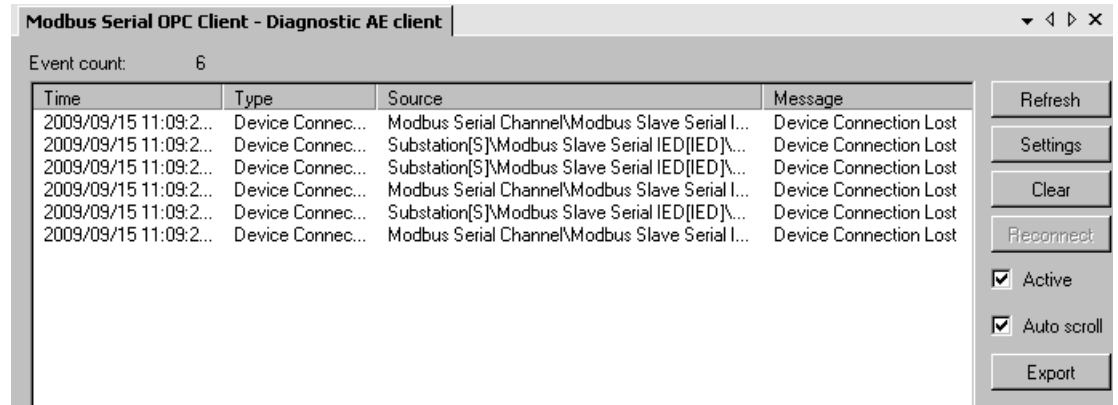 Modbus Serial OPC Client - Diagnostic AE client
Event count: 6
Time Type Source Message
2009/09/15 11:09:2... Device Connec... Modbus Serial Channel\Modbus Slave Serial I... Device Connection Lost
2009/09/15 11:09:2... Device Connec... Substation[S]\Modbus Slave Serial IED[IED]\... Device Connection Lost
2009/09/15 11:09:2... Device Connec... Substation[S]\Modbus Slave Serial IED[IED]\... Device Connection Lost
2009/09/15 11:09:2... Device Connec... Modbus Serial Channel\Modbus Slave Serial I... Device Connection Lost
2009/09/15 11:09:2... Device Connec... Substation[S]\Modbus Slave Serial IED[IED]\... Device Connection Lost
2009/09/15 11:09:2... Device Connec... Modbus Serial Channel\Modbus Slave Serial I... Device Connection Lost
Refresh
Settings
Clear
Reconnect
Active
Auto scroll
Export